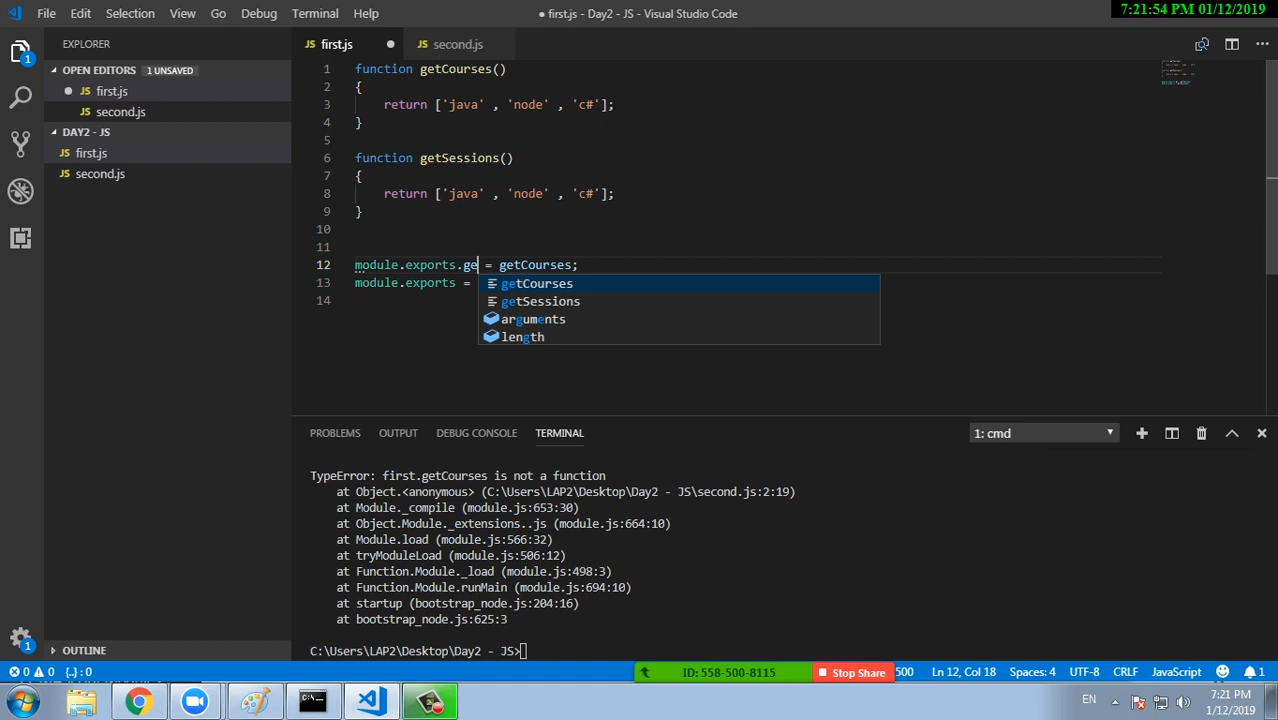 File Edit Selection View Go Debug Terminal Help
● first.js - Day2 - JS - Visual Studio Code
7:21:54 PM 01/12/2019
EXPLORER
JS first.js ●
JS second.js
OPEN EDITORS 1 UNSAVED
● JS first.js
JS second.js
DAY2 - JS
JS first.js
JS second.js
OUTLINE
1 function getCourses()
2 {
3 return ['java' , 'node' , 'c#'];
4 }
5
6 function getSessions()
7 {
8 return ['java' , 'node' , 'c#'];
9 }
10
11
12 module.exports.ge = getCourses;
13 module.exports =
14
getCourses
getSessions
arguments
length
PROBLEMS OUTPUT DEBUG CONSOLE TERMINAL
1: cmd
TypeError: first.getCourses is not a function
at Object.<anonymous> (C:\Users\LAP2\Desktop\Day2 - JS\second.js:2:19)
at Module._compile (module.js:653:30)
at Object.Module._extensions..js (module.js:664:10)
at Module.load (module.js:566:32)
at tryModuleLoad (module.js:506:12)
at Function.Module._load (module.js:498:3)
at Function.Module.runMain (module.js:694:10)
at startup (bootstrap_node.js:204:16)
at bootstrap_node.js:625:3
C:\Users\LAP2\Desktop\Day2 - JS>
0 0 {..} : 0
ID: 558-500-8115
Stop Share
500
Ln 12, Col 18 Spaces: 4 UTF-8 CRLF JavaScript 1
EN
7:21 PM
1/12/2019